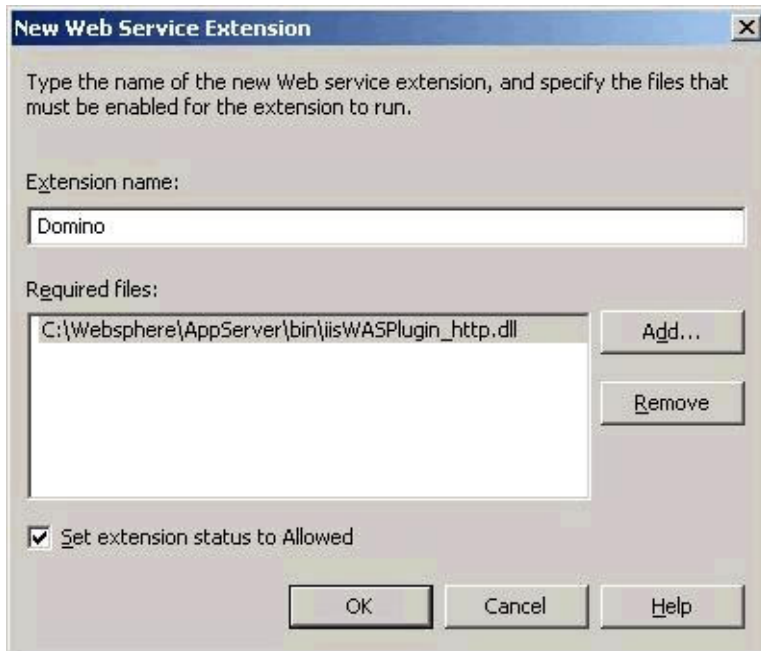 New Web Service Extension
Type the name of the new Web service extension, and specify the files that
must be enabled for the extension to run.
Extension name:
Domino
Required files:
C:\Websphere\AppServer\bin\iisWASPlugin_http.dll
Add...
Remove
Set extension status to Allowed
OK
Cancel
Help